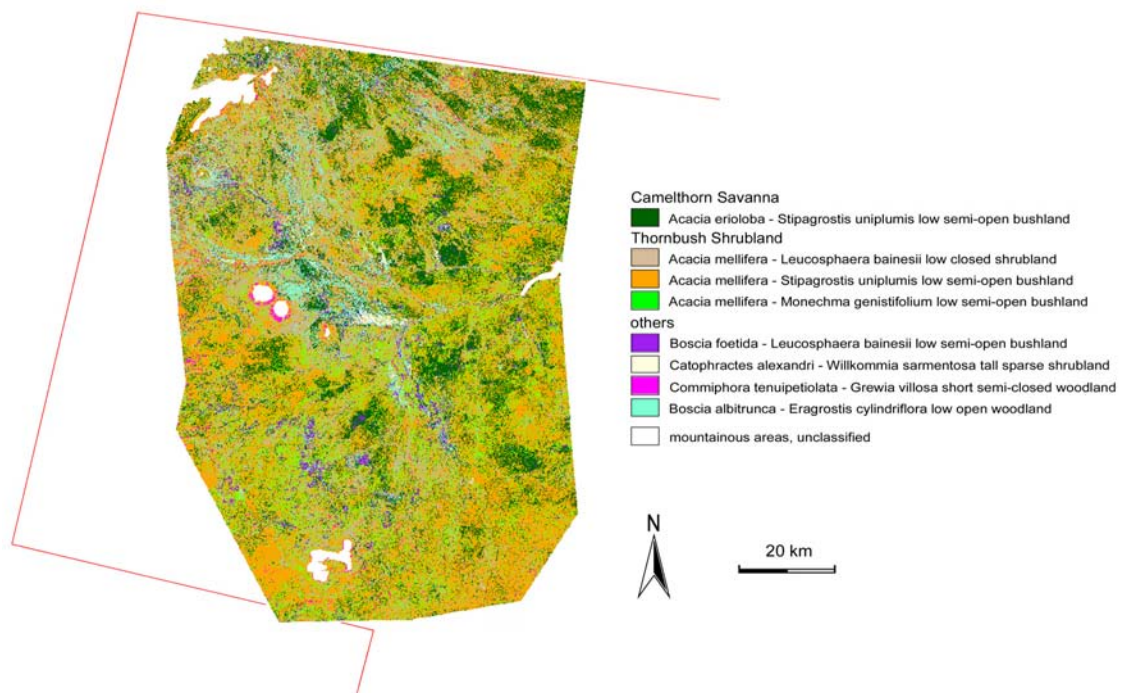 Camelthorn Savanna
Acacia erioloba - Stipagrostis uniplumis low semi-open bushland
Thornbush Shrubland
Acacia mellifera - Leucosphaera bainesii low closed shrubland
Acacia mellifera - Stipagrostis uniplumis low semi-open bushland
Acacia mellifera - Monechma genistifolium low semi-open bushland
others
Boscia foetida - Leucosphaera bainesii low semi-open bushland
Catophractes alexandri - Willkommia sarmentosa tall sparse shrubland
Commiphora tenuipetiolata - Grewia villosa short semi-closed woodland
Boscia albitrunca - Eragrostis cylindriflora low open woodland
mountainous areas, unclassified
N
20 km